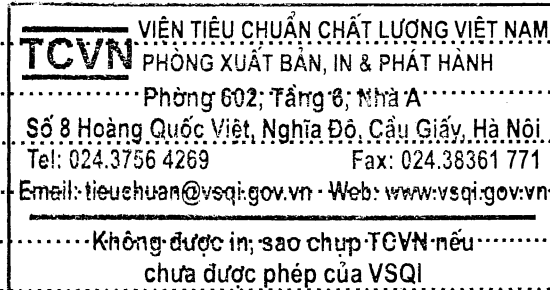 TCVN VIỆN TIÊU CHUẨN CHẤT LƯỢNG VIỆT NAM
PHÒNG XUẤT BẢN, IN & PHÁT HÀNH
Phòng 602, Tầng 6, Nhà A
Số 8 Hoàng Quốc Việt, Nghĩa Đô, Cầu Giấy, Hà Nội
Tel: 024.3756 4269 Fax: 024.38361 771
Email: tieuchuan@vsqi.gov.vn - Web: www.vsqi.gov.vn
Không được in, sao chụp TCVN nếu
chưa được phép của VSQI